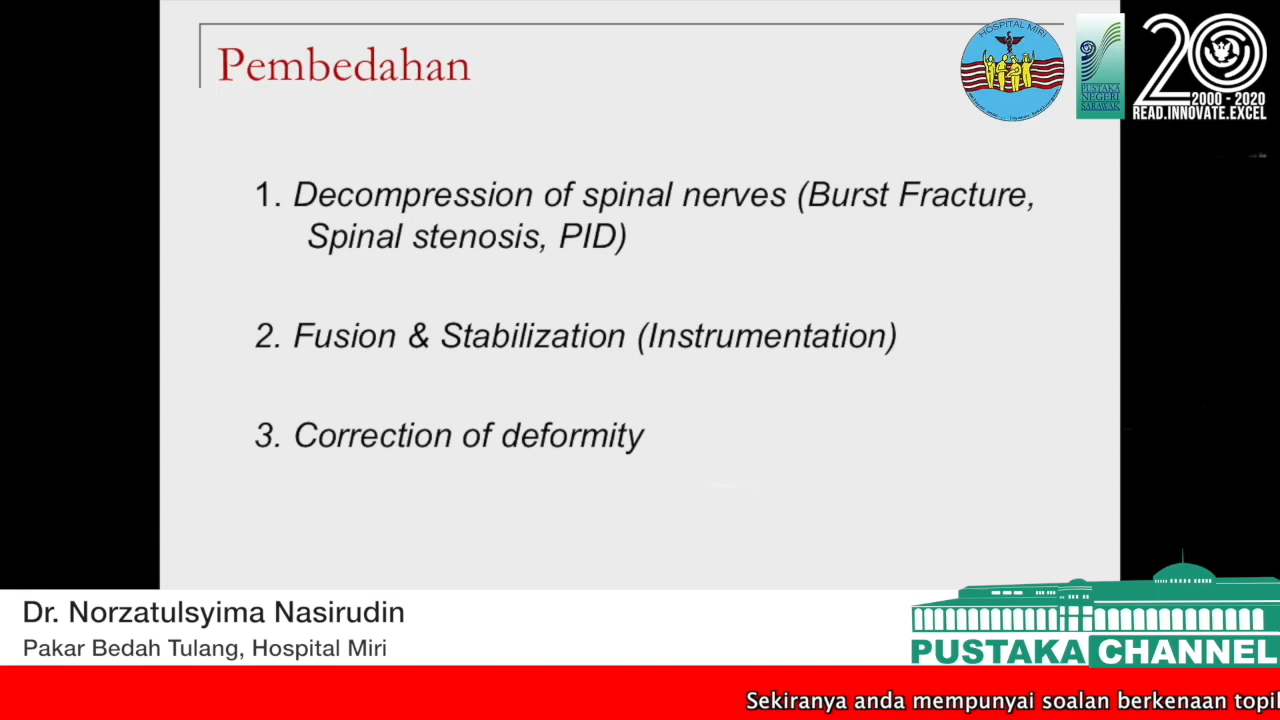 Pembedahan
HOSPITAL MIRI
PUSTAKA
NEGERI
SARAWAK
20
2000 - 2020
READ.INNOVATE.EXCEL
1. Decompression of spinal nerves (Burst Fracture,
Spinal stenosis, PID)
2. Fusion & Stabilization (Instrumentation)
3. Correction of deformity
Dr. Norzatulsyima Nasirudin
Pakar Bedah Tulang, Hospital Miri
PUSTAKA CHANNEL
Sekiranya anda mempunyai soalan berkenaan